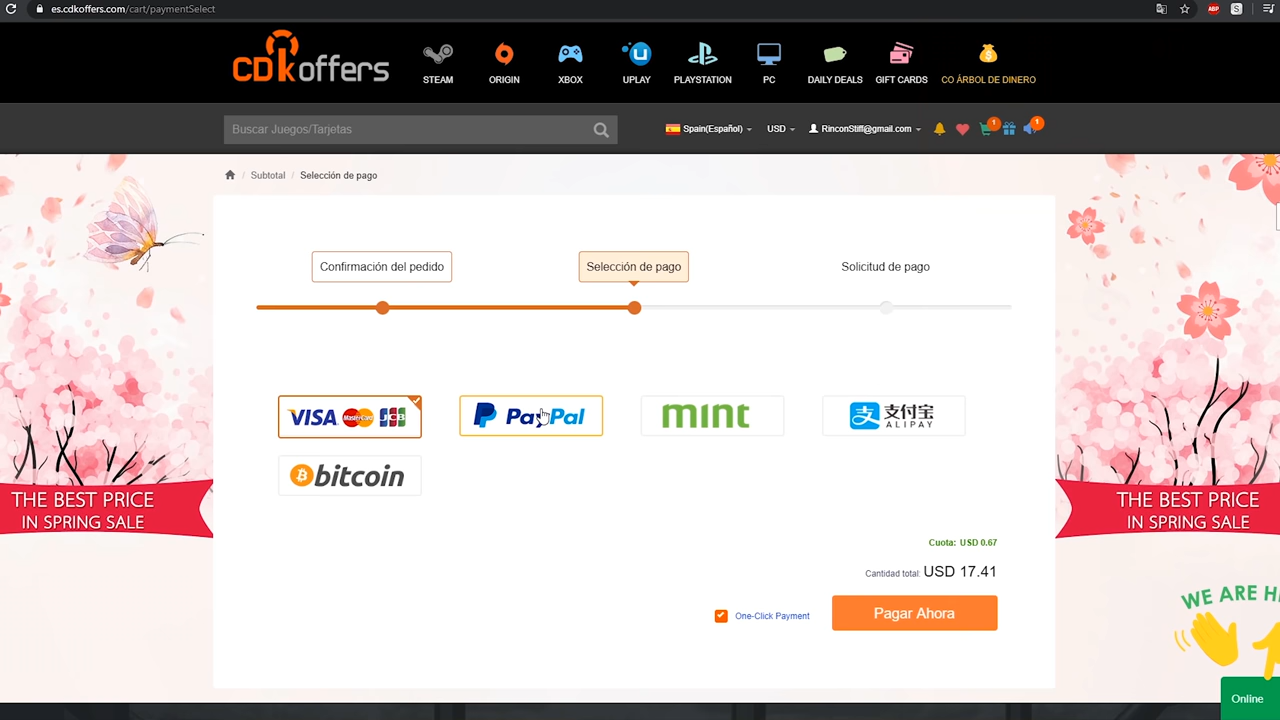 es.cdkoffers.com/cart/paymentSelect
ABP
S
cdkoffers
STEAM
ORIGIN
XBOX
UPLAY
PLAYSTATION
PC
DAILY DEALS
GIFT CARDS
CO ÁRBOL DE DINERO
Buscar Juegos/Tarjetas
Spain(Español)
USD
RinconStiff@gmail.com
1
1
/ Subtotal / Selección de pago
Confirmación del pedido
Selección de pago
Solicitud de pago
VISA MasterCard JCB
PayPal
mint
支付宝
ALIPAY
bitcoin
THE BEST PRICE
IN SPRING SALE
THE BEST PRICE
IN SPRING SALE
Cuota: USD 0.67
Cantidad total: USD 17.41
One-Click Payment
Pagar Ahora
WE ARE H
Online